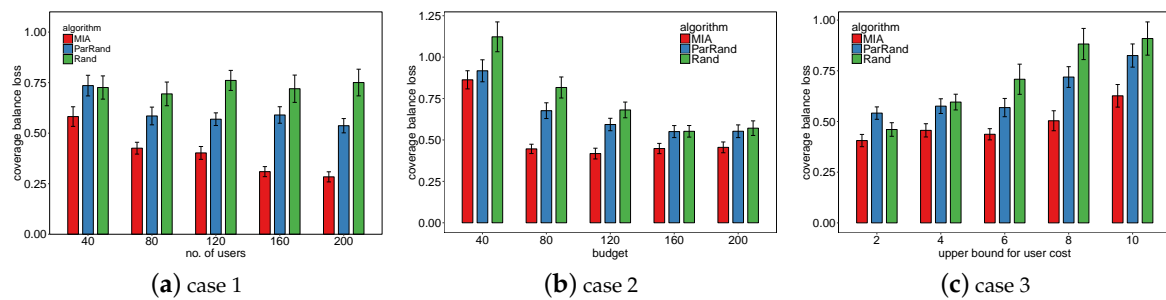 coverage balance loss
1.00
0.75
0.50
0.25
0.00
algorithm
MIA
ParRand
Rand
40 80 120 160 200
no. of users
(a) case 1
coverage balance loss
1.25
1.00
0.75
0.50
0.25
0.00
algorithm
MIA
ParRand
Rand
40 80 120 160 200
budget
(b) case 2
coverage balance loss
1.00
0.75
0.50
0.25
0.00
algorithm
MIA
ParRand
Rand
2 4 6 8 10
upper bound for user cost
(c) case 3